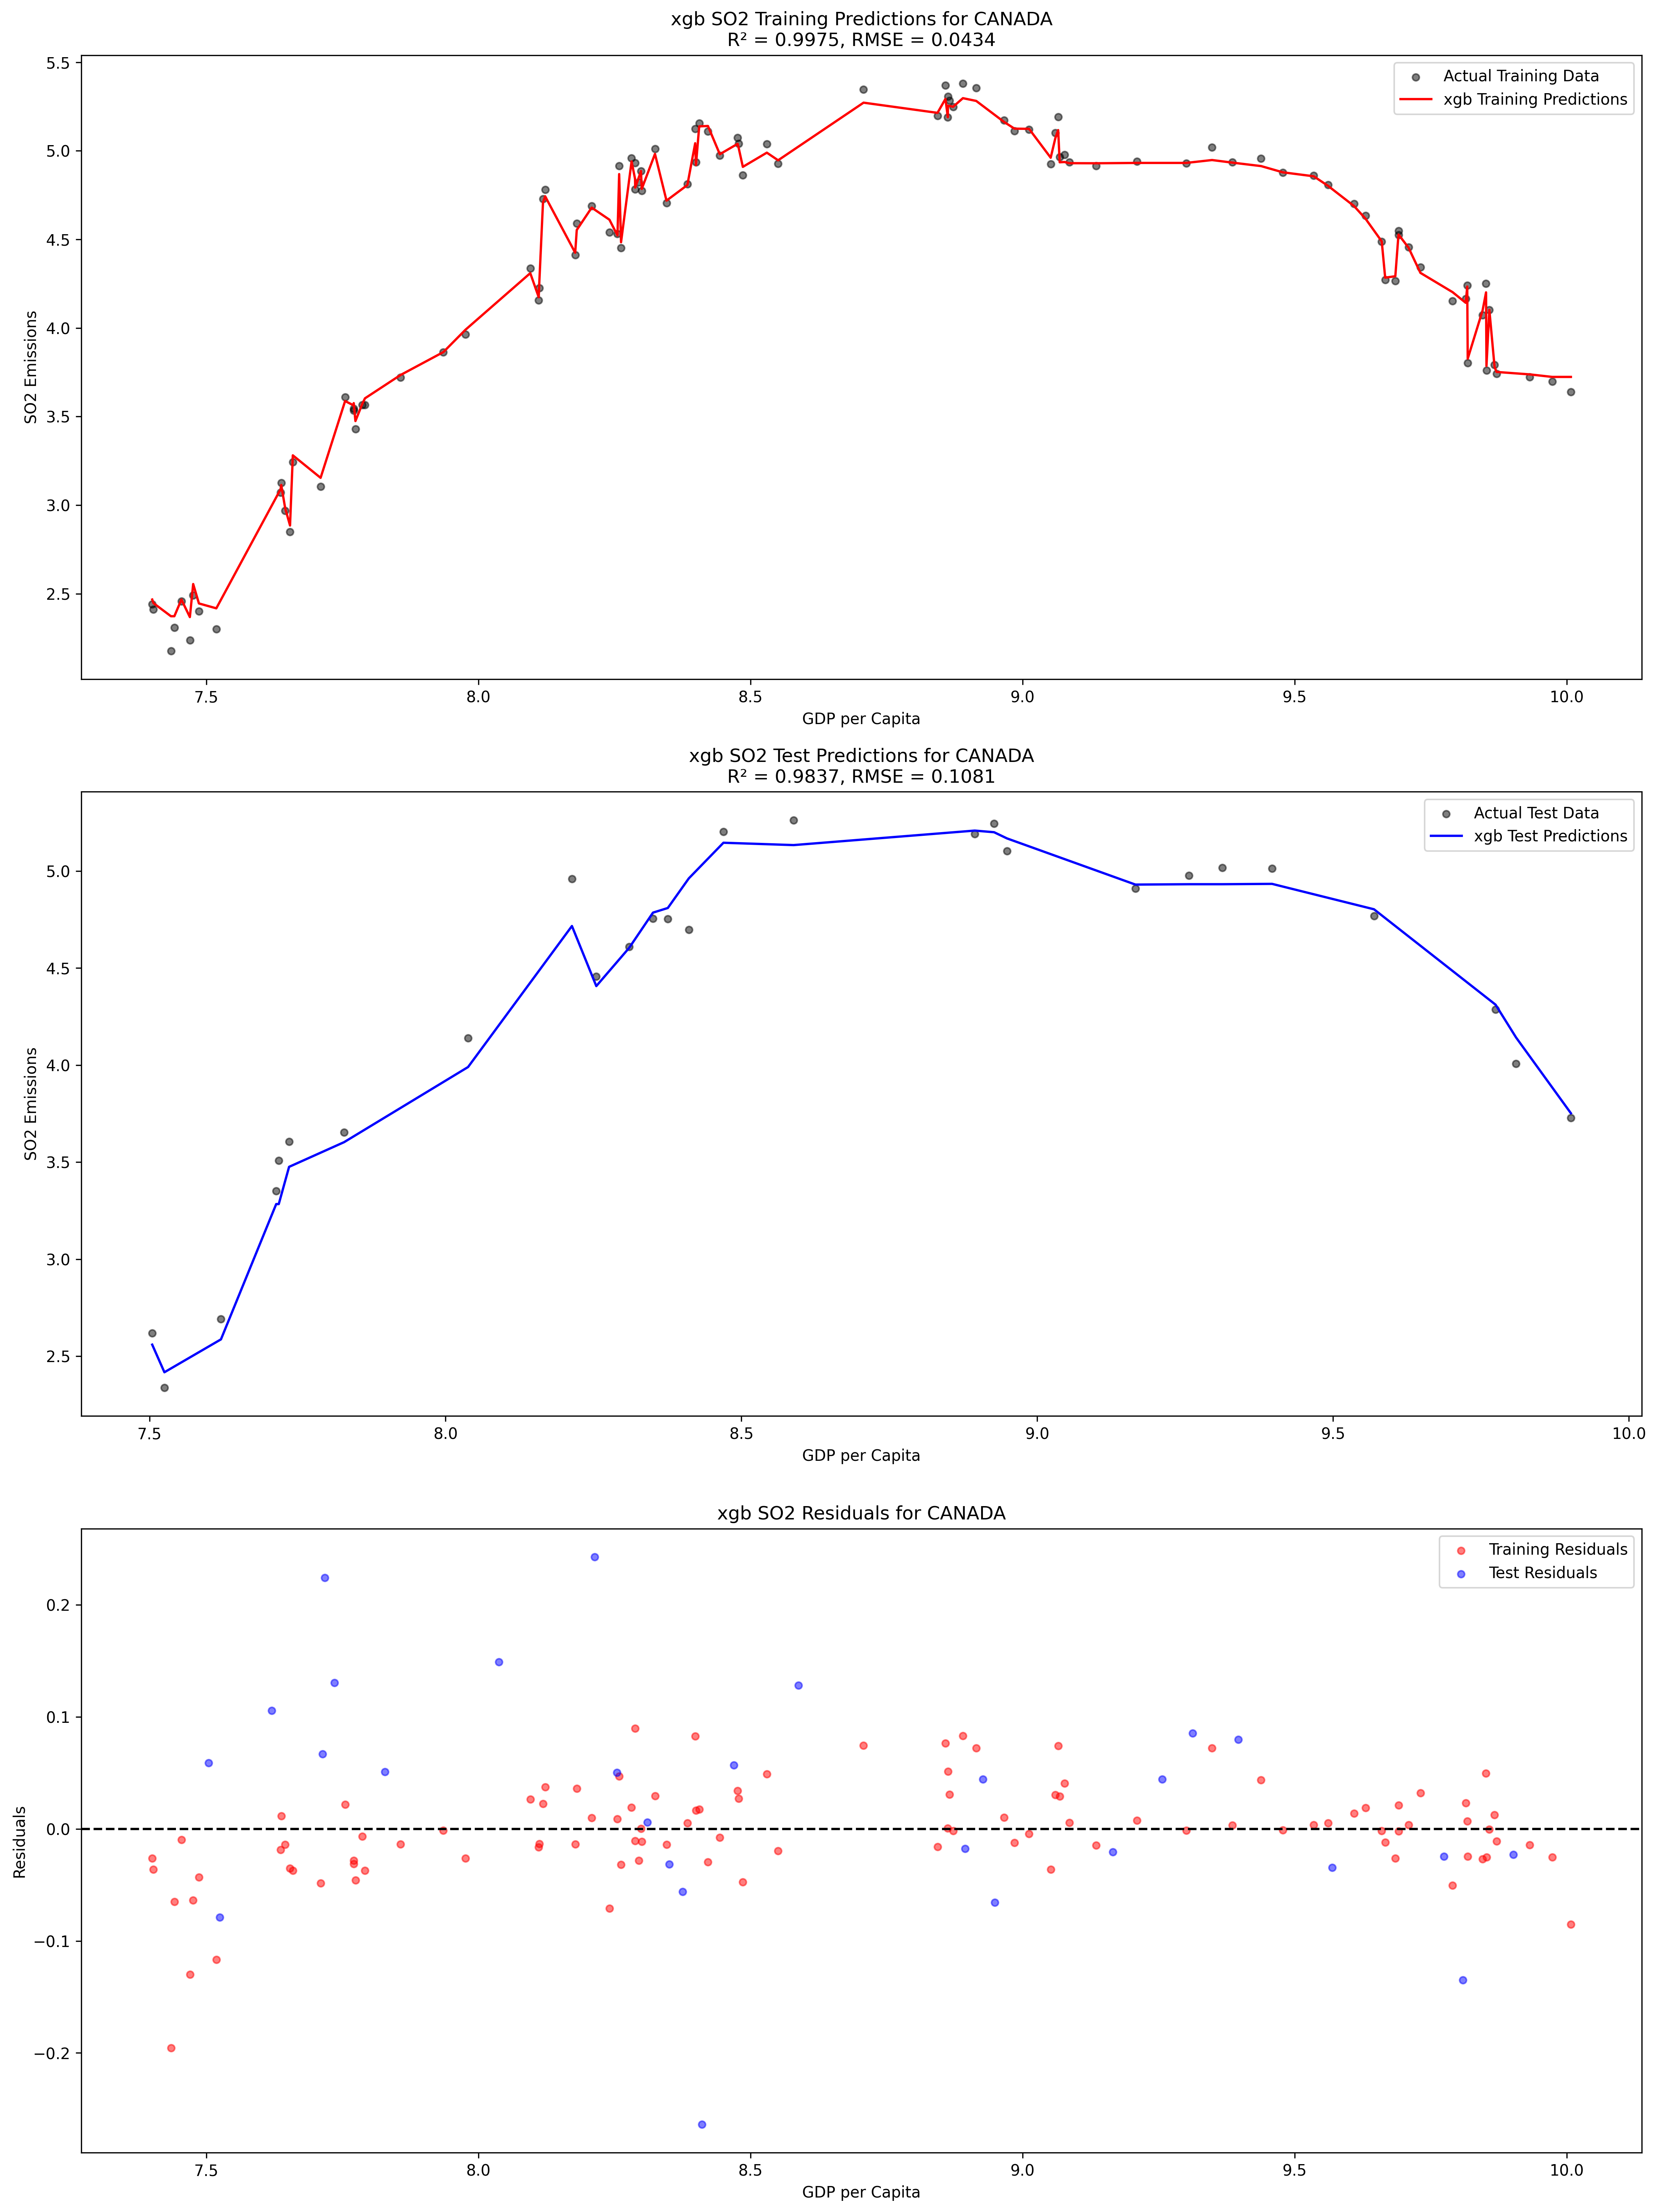 xgb SO2 Training Predictions for CANADA
R² = 0.9975, RMSE = 0.0434
Actual Training Data
xgb Training Predictions
SO2 Emissions
5.5
5.0
4.5
4.0
3.5
3.0
2.5
7.5 8.0 8.5 9.0 9.5 10.0
GDP per Capita
xgb SO2 Test Predictions for CANADA
R² = 0.9837, RMSE = 0.1081
Actual Test Data
xgb Test Predictions
SO2 Emissions
5.0
4.5
4.0
3.5
3.0
2.5
7.5 8.0 8.5 9.0 9.5 10.0
GDP per Capita
xgb SO2 Residuals for CANADA
Training Residuals
Test Residuals
Residuals
0.2
0.1
0.0
−0.1
−0.2
7.5 8.0 8.5 9.0 9.5 10.0
GDP per Capita